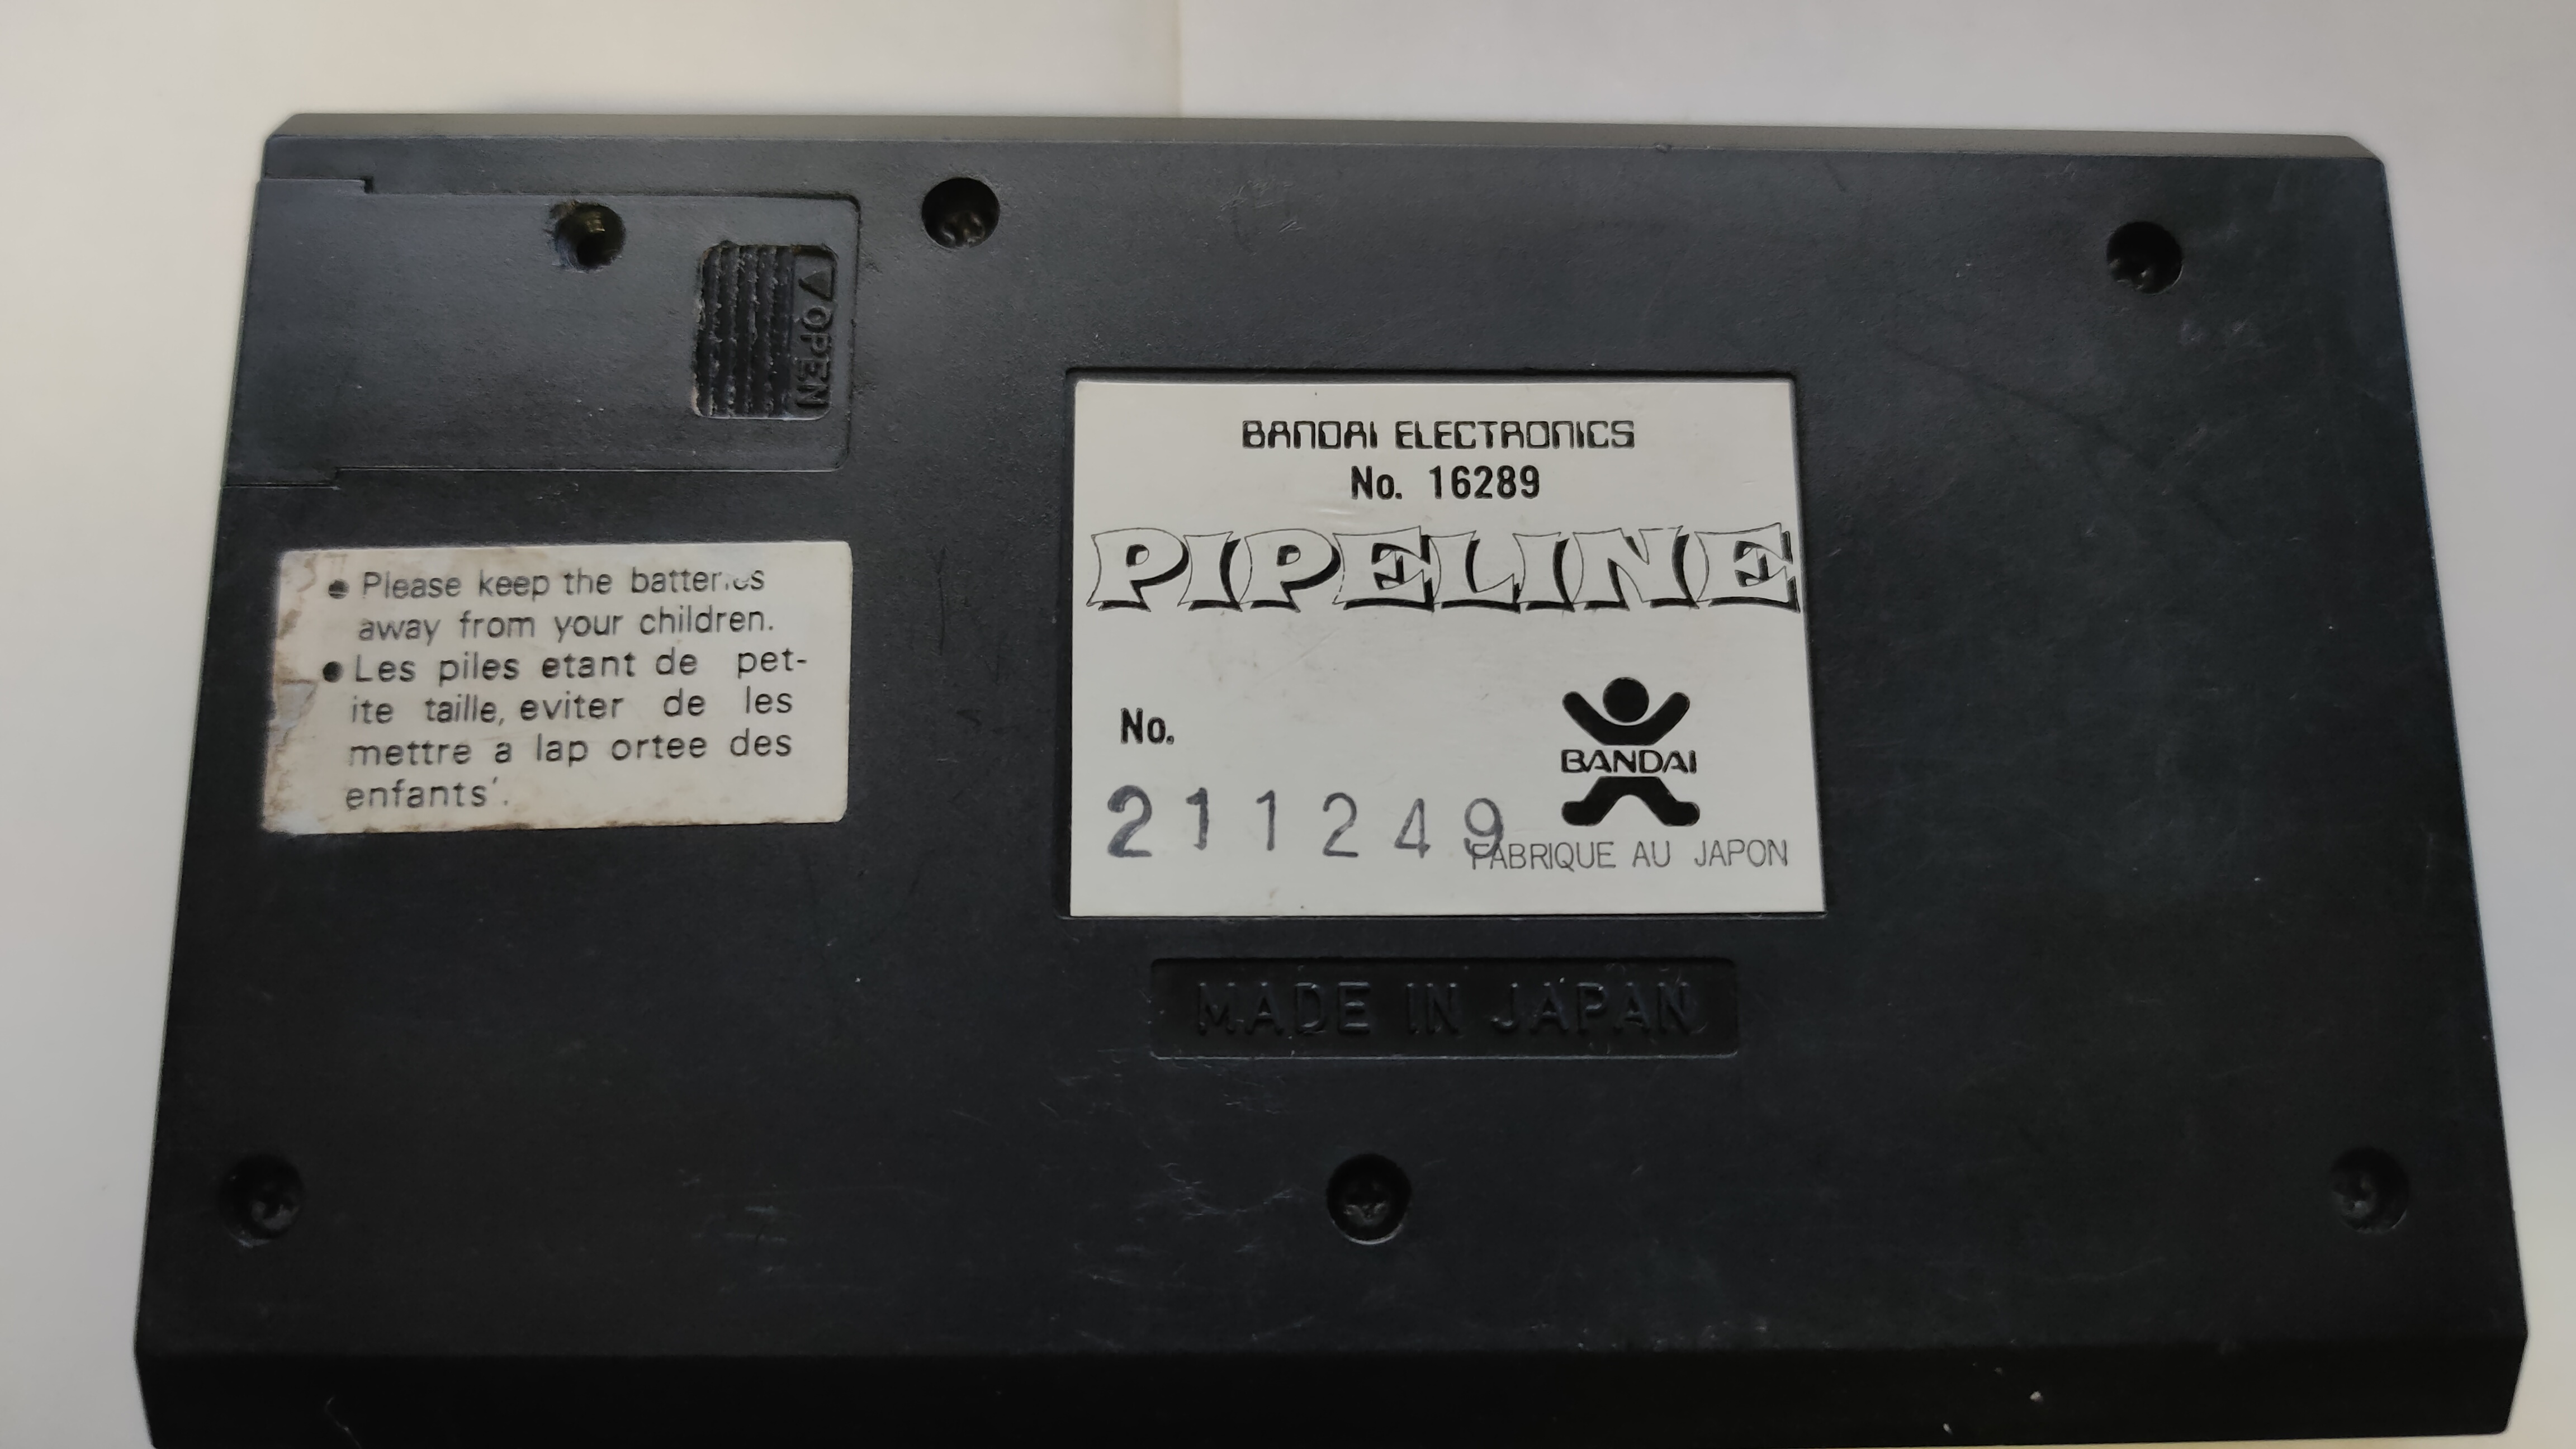 OPEN
BANDAI ELECTRONICS
No. 16289
PIPELINE
● Please keep the batteries
away from your children.
● Les piles etant de pet-
ite taille, eviter de les
mettre a lap ortee des
enfants'.
No.
BANDAI
211249
FABRIQUE AU JAPON
MADE IN JAPAN